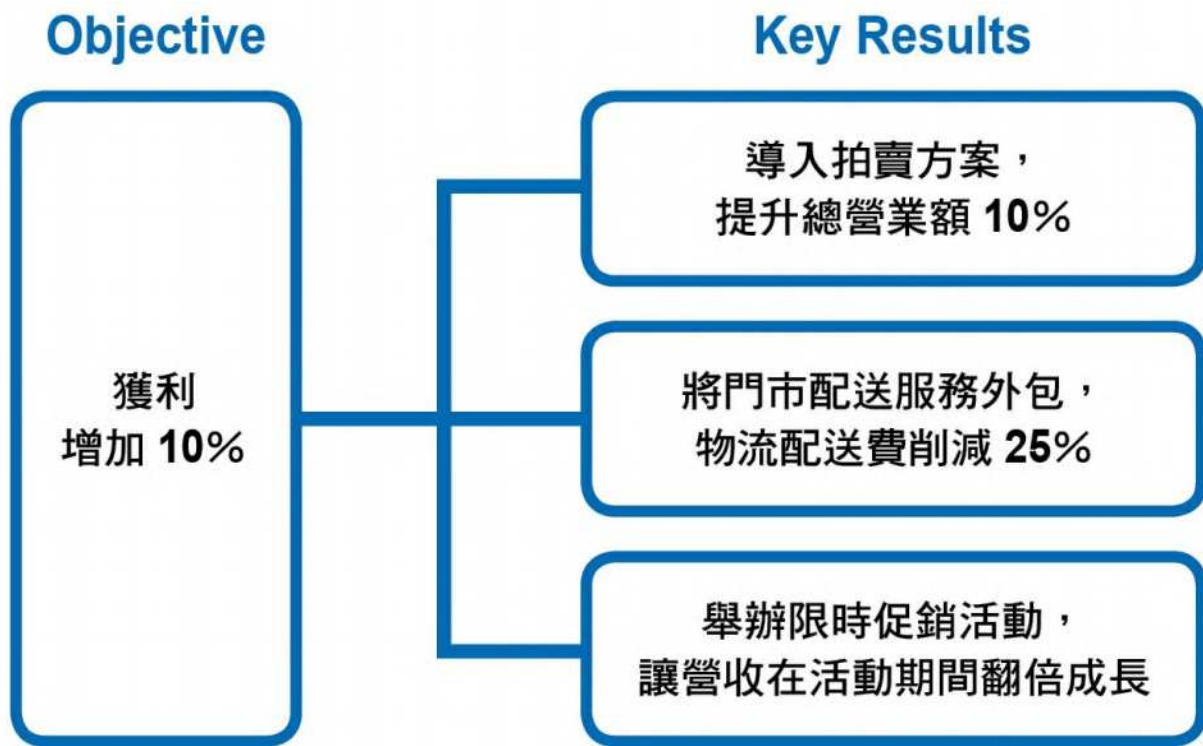 Objective
Key Results
獲利
增加 10%
導入拍賣方案，
提升總營業額 10%
將門市配送服務外包，
物流配送費削減 25%
舉辦限時促銷活動，
讓營收在活動期間翻倍成長